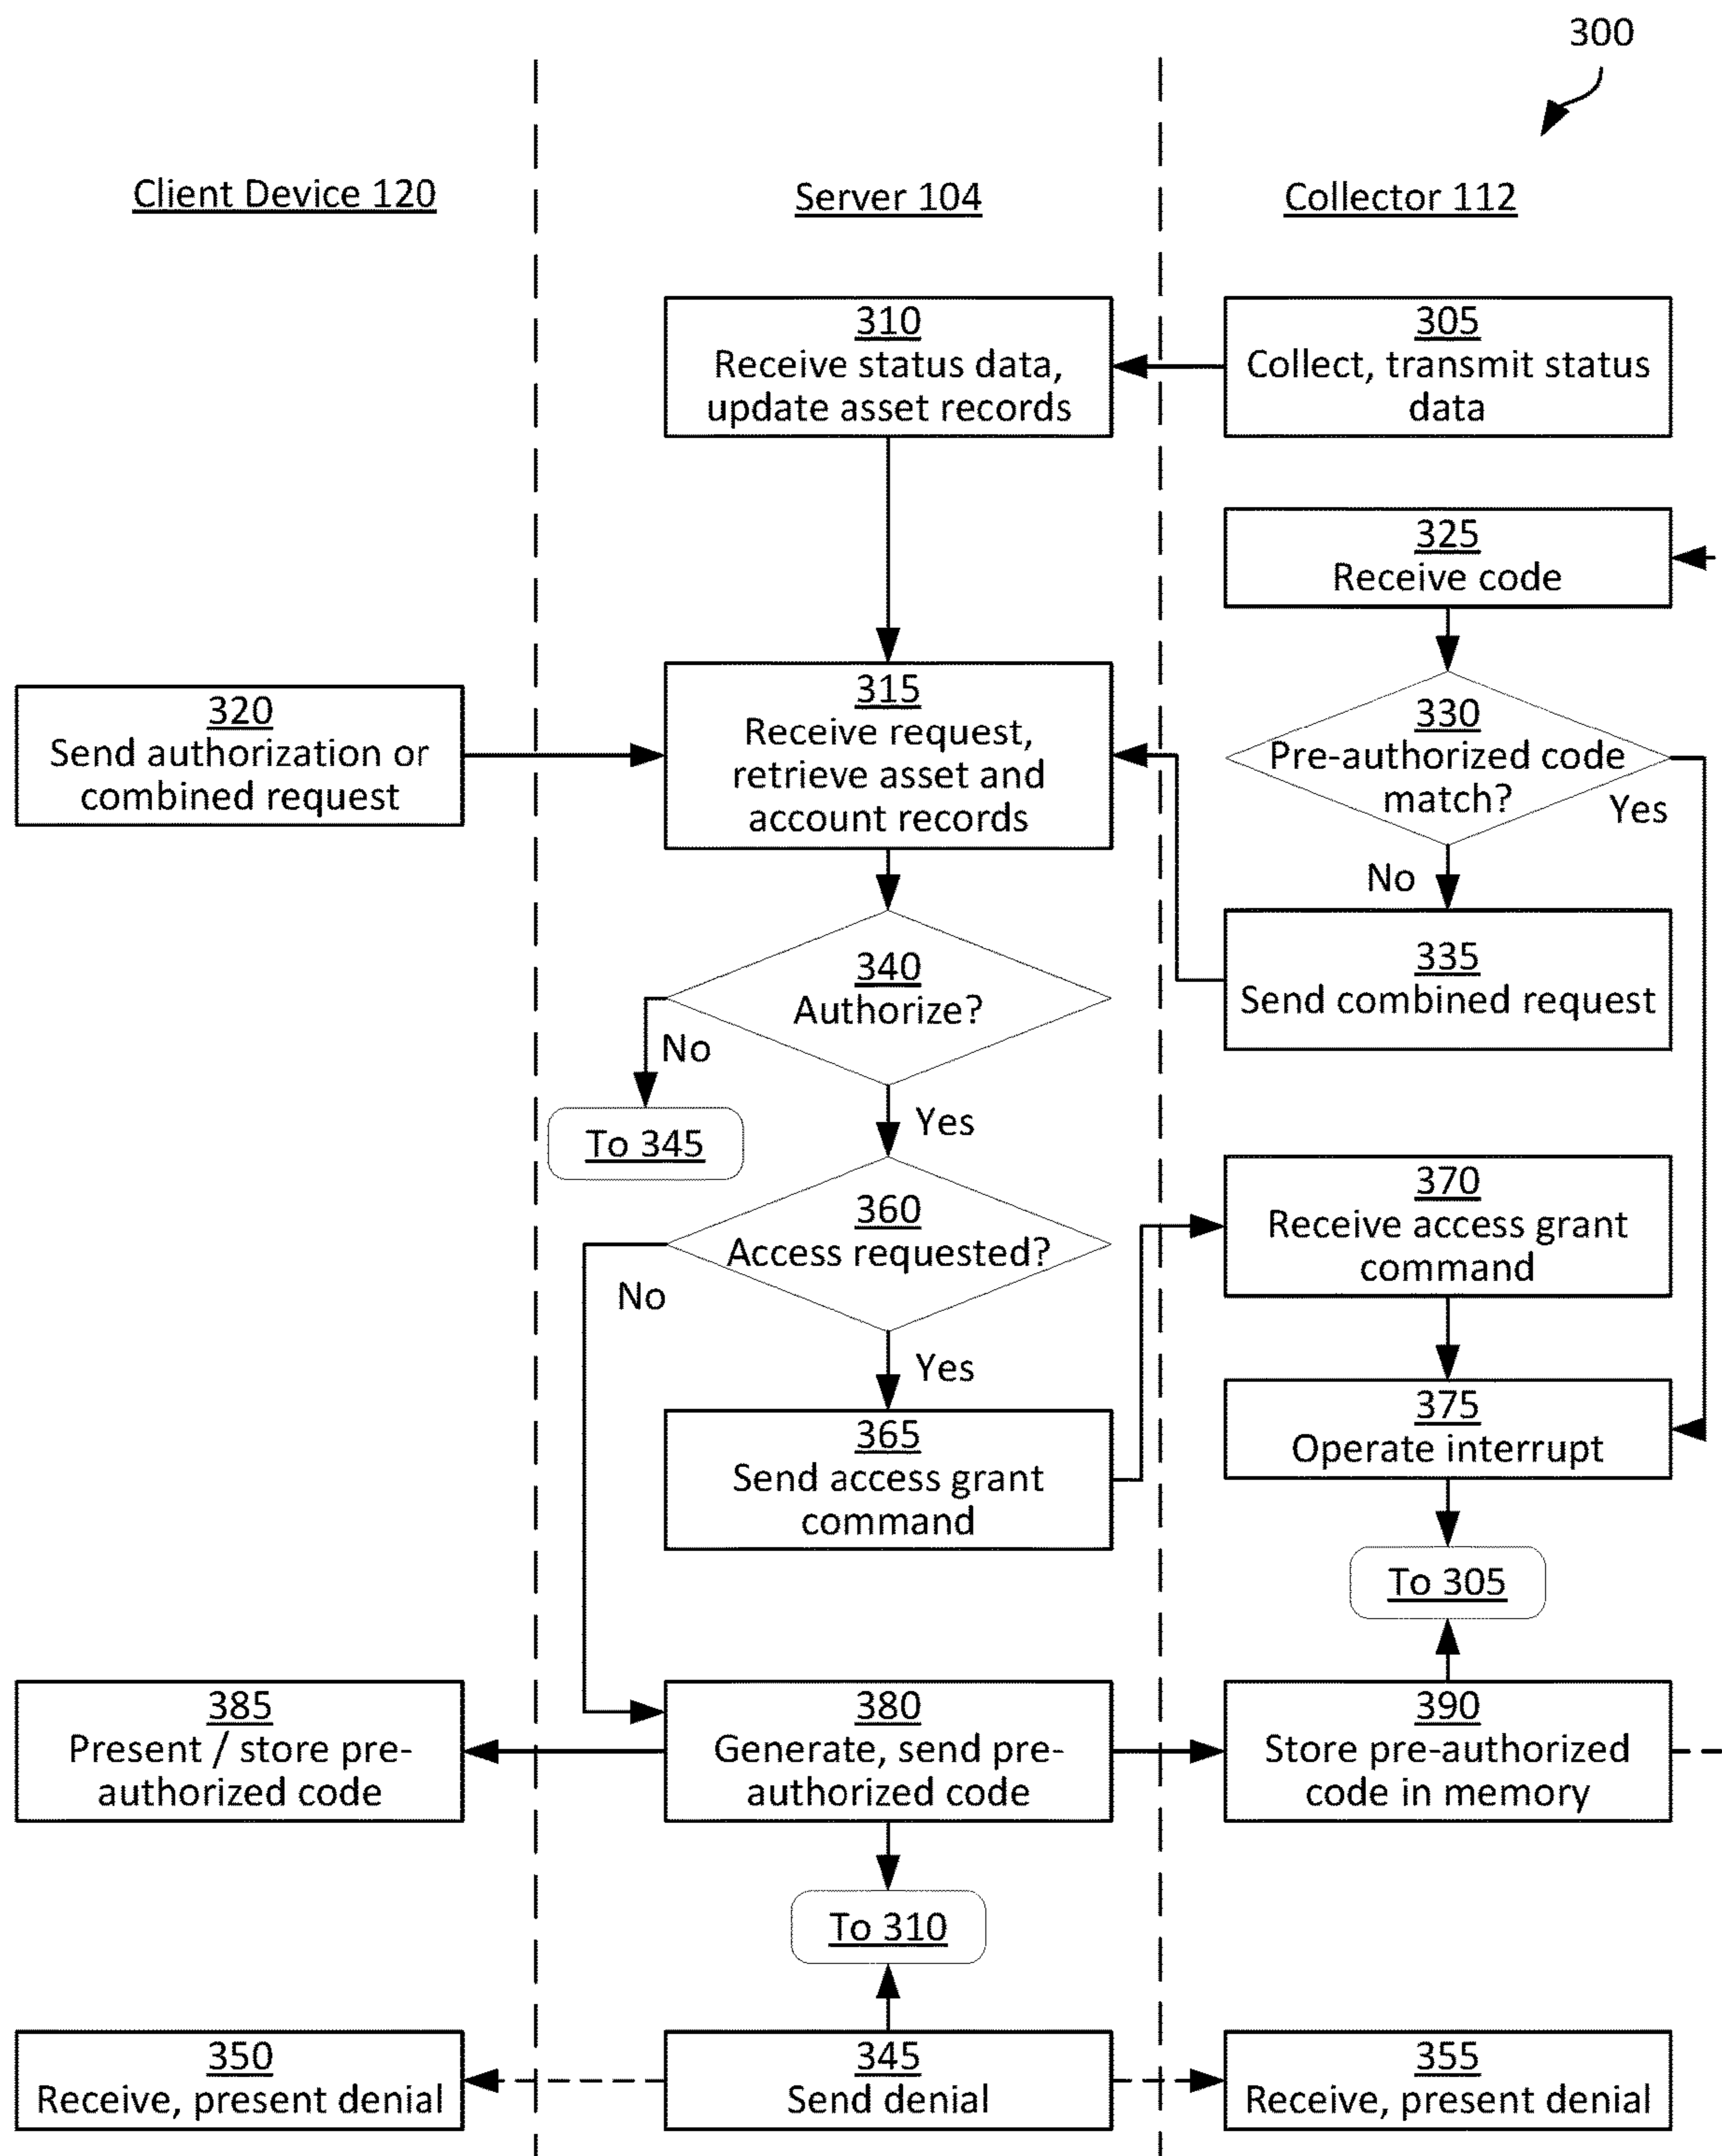 300
Client Device 120
Server 104
Collector 112
310
Receive status data,
update asset records
305
Collect, transmit status
data
325
Receive code
320
Send authorization or
combined request
315
Receive request,
retrieve asset and
account records
330
Pre-authorized code
match?
Yes
No
335
Send combined request
340
Authorize?
No
To 345
Yes
360
Access requested?
No
Yes
370
Receive access grant
command
365
Send access grant
command
375
Operate interrupt
To 305
385
Present / store pre-
authorized code
380
Generate, send pre-
authorized code
390
Store pre-authorized
code in memory
To 310
350
Receive, present denial
345
Send denial
355
Receive, present denial